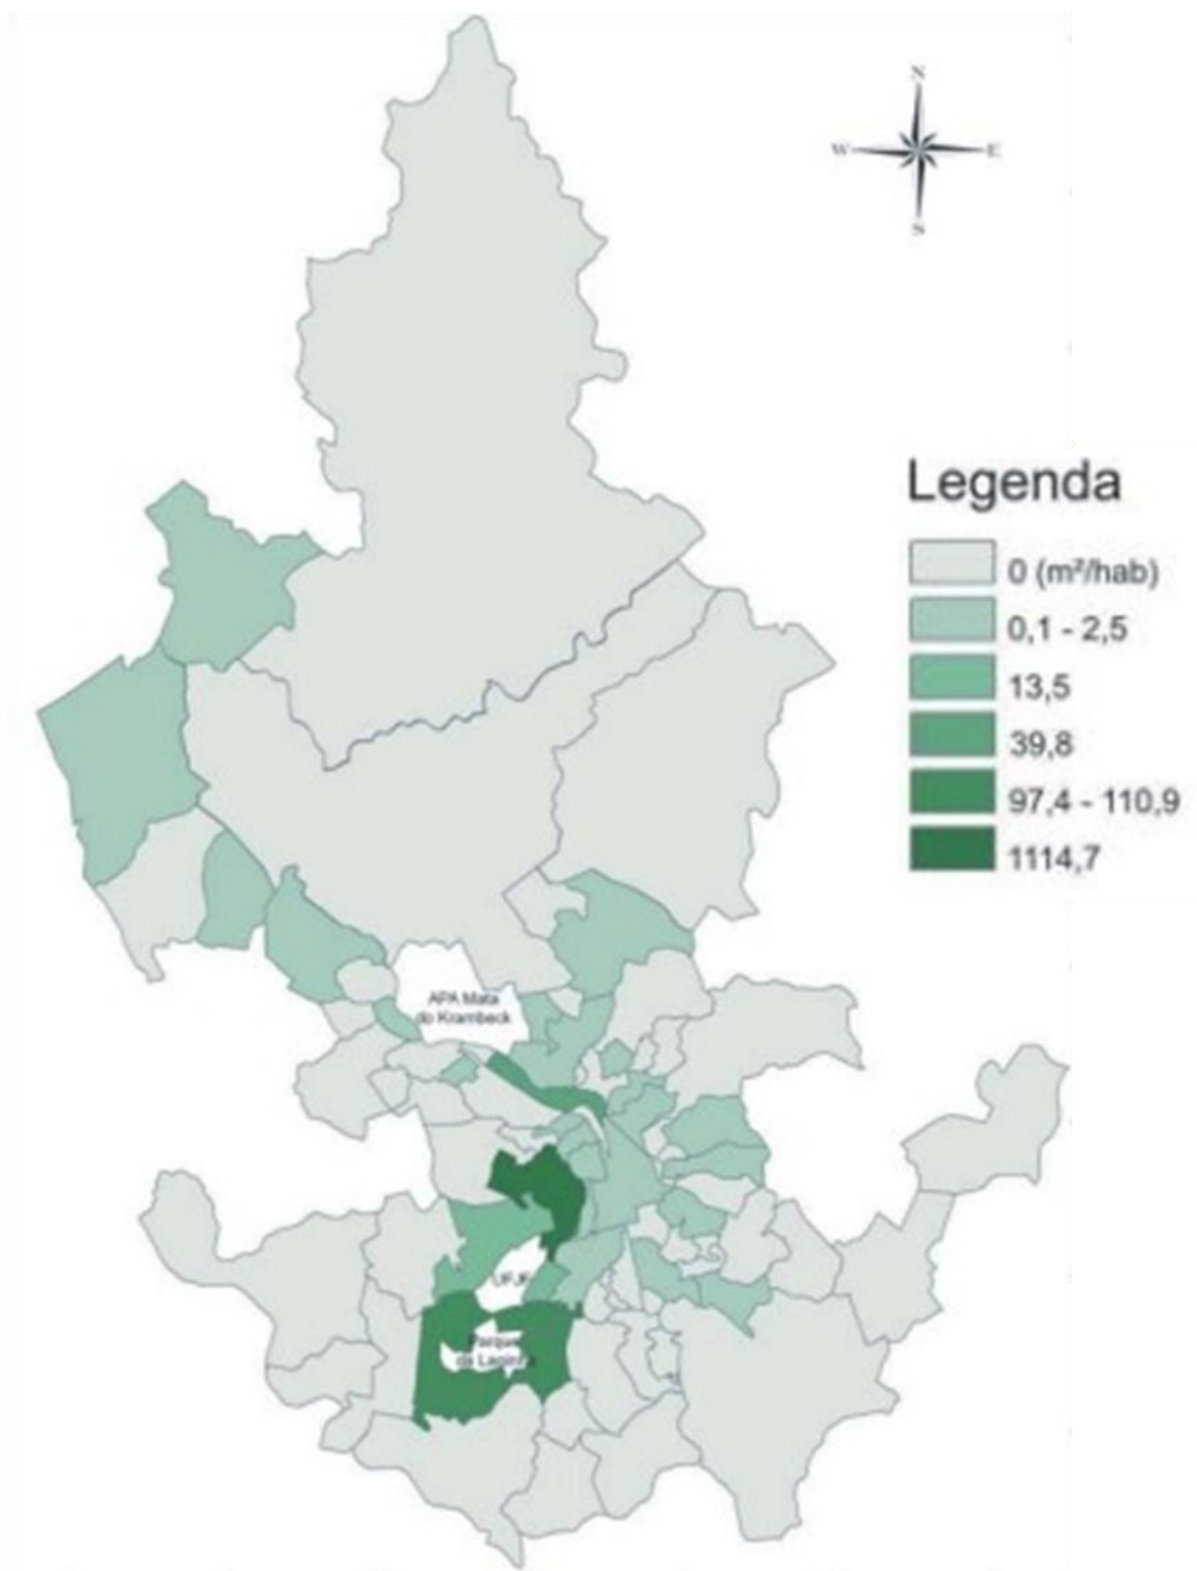 N
W
E
S
Legenda
0 (m²/hab)
0,1 - 2,5
13,5
39,8
97,4 - 110,9
1114,7
APA Mata
do Krambeck
UFJF
Parque
da Lajinha